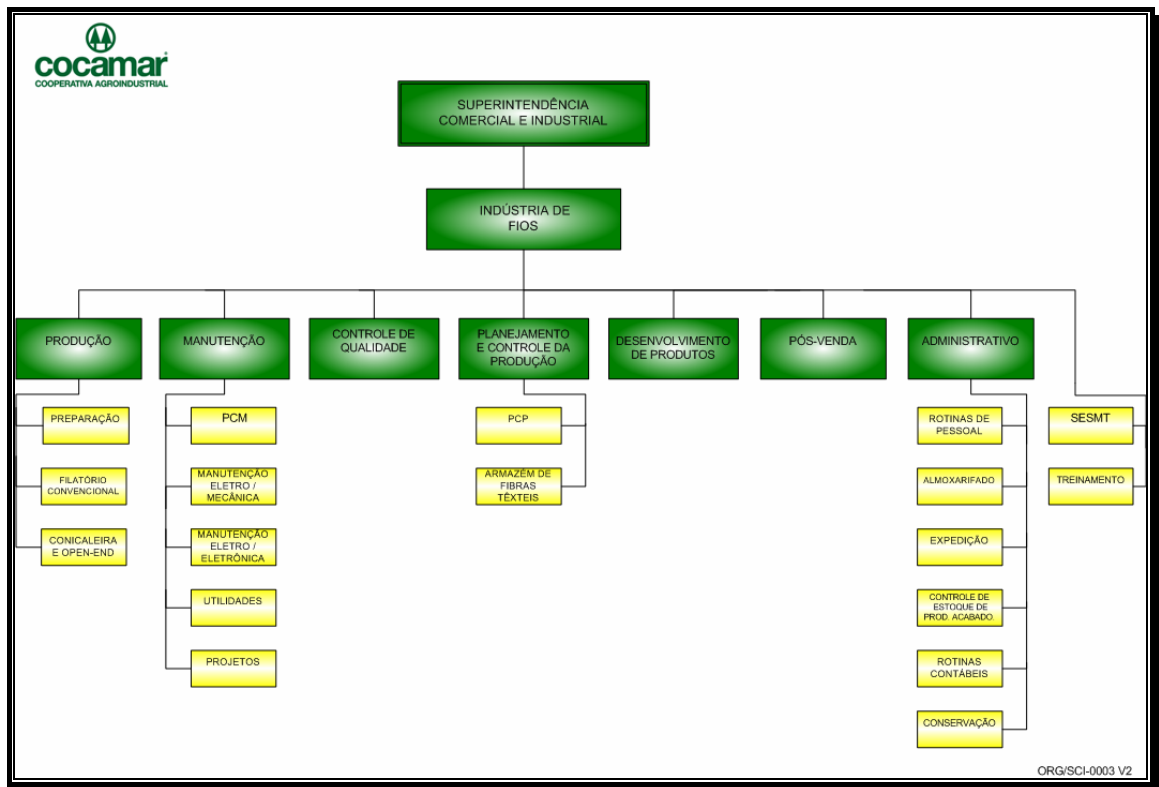 cocamar
COOPERATIVA AGROINDUSTRIAL
SUPERINTENDÊNCIA
COMERCIAL E INDUSTRIAL
INDÚSTRIA DE
FIOS
PRODUÇÃO
MANUTENÇÃO
CONTROLE DE
QUALIDADE
PLANEJAMENTO
E CONTROLE DA
PRODUÇÃO
DESENVOLVIMENTO
DE PRODUTOS
PÓS-VENDA
ADMINISTRATIVO
PREPARAÇÃO
FILATÓRIO
CONVENCIONAL
CONICALEIRA
E OPEN-END
PCM
MANUTENÇÃO
ELETRO /
MECÂNICA
MANUTENÇÃO
ELETRO /
ELETRÔNICA
UTILIDADES
PROJETOS
PCP
ARMAZÉM DE
FIBRAS
TÊXTEIS
ROTINAS DE
PESSOAL
ALMOXARIFADO
EXPEDIÇÃO
CONTROLE DE
ESTOQUE DE
PROD. ACABADO.
ROTINAS
CONTÁBEIS
CONSERVAÇÃO
SESMT
TREINAMENTO
ORG/SCI-0003 V2